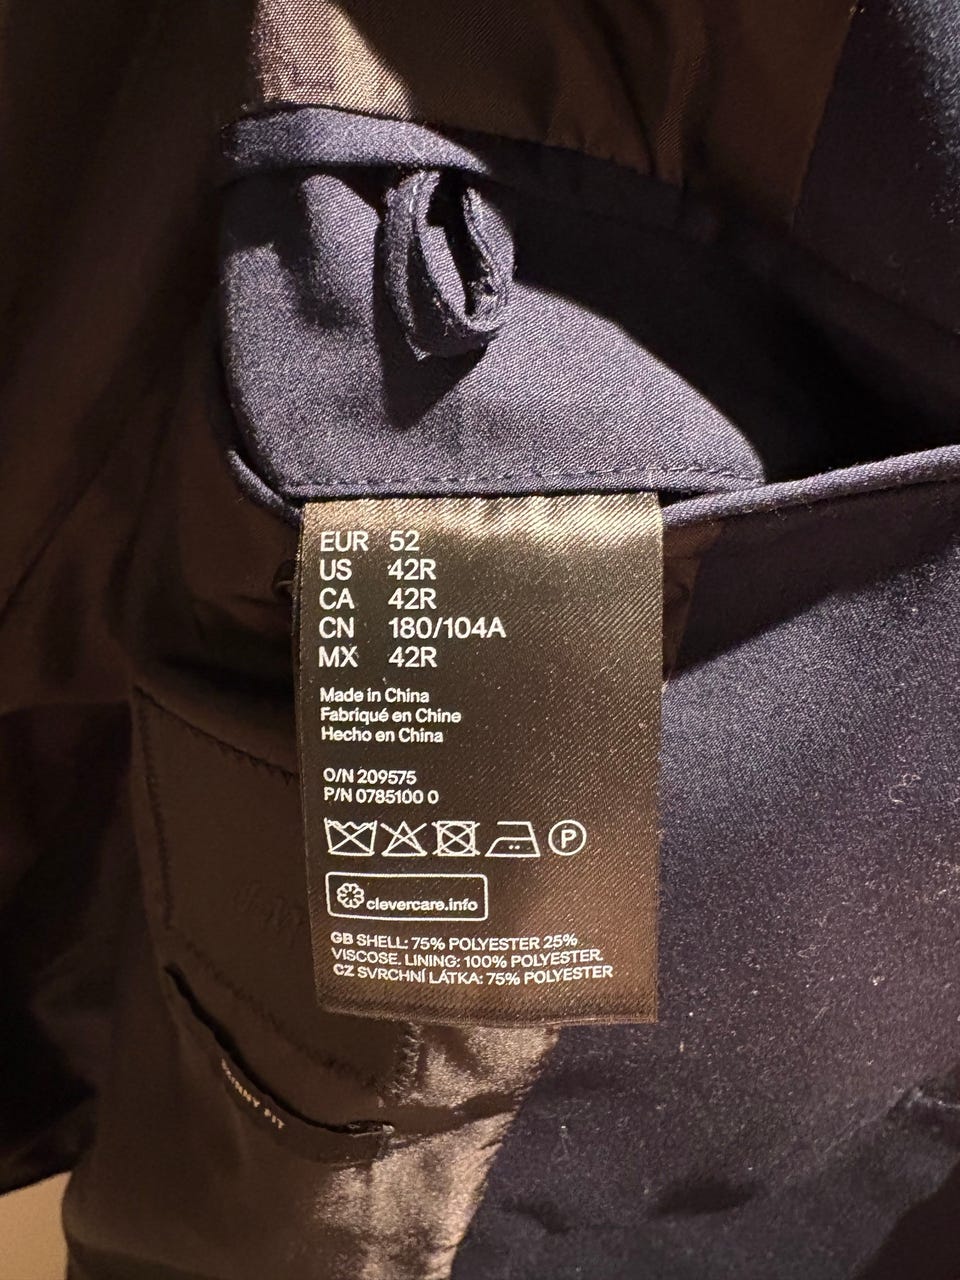 EUR 52
US 42R
CA 42R
CN 180/104A
MX 42R
Made in China
Fabriqué en Chine
Hecho en China
O/N 209575
P/N 0785100 0
P
clevercare.info
GB SHELL: 75% POLYESTER 25%
VISCOSE. LINING: 100% POLYESTER.
CZ SVRCHNÍ LÁTKA: 75% POLYESTER
FIT